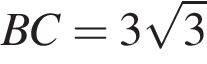 BC = 3√3